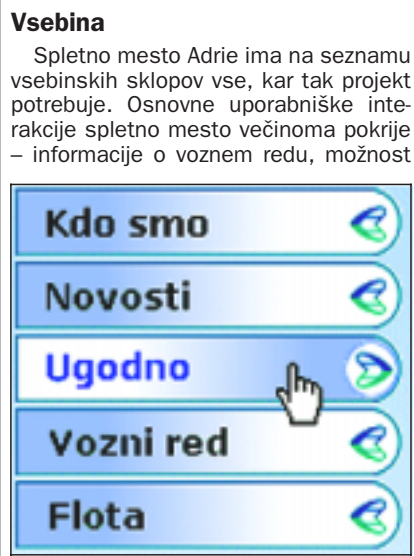 Vsebina
Spletno mesto Adrie ima na seznamu
vsebinskih sklopov vse, kar tak projekt
potrebuje. Osnovne uporabniške inte-
rakcije spletno mesto večinoma pokrije
– informacije o voznem redu, možnost
Kdo smo
Novosti
Ugodno
Vozni red
Flota